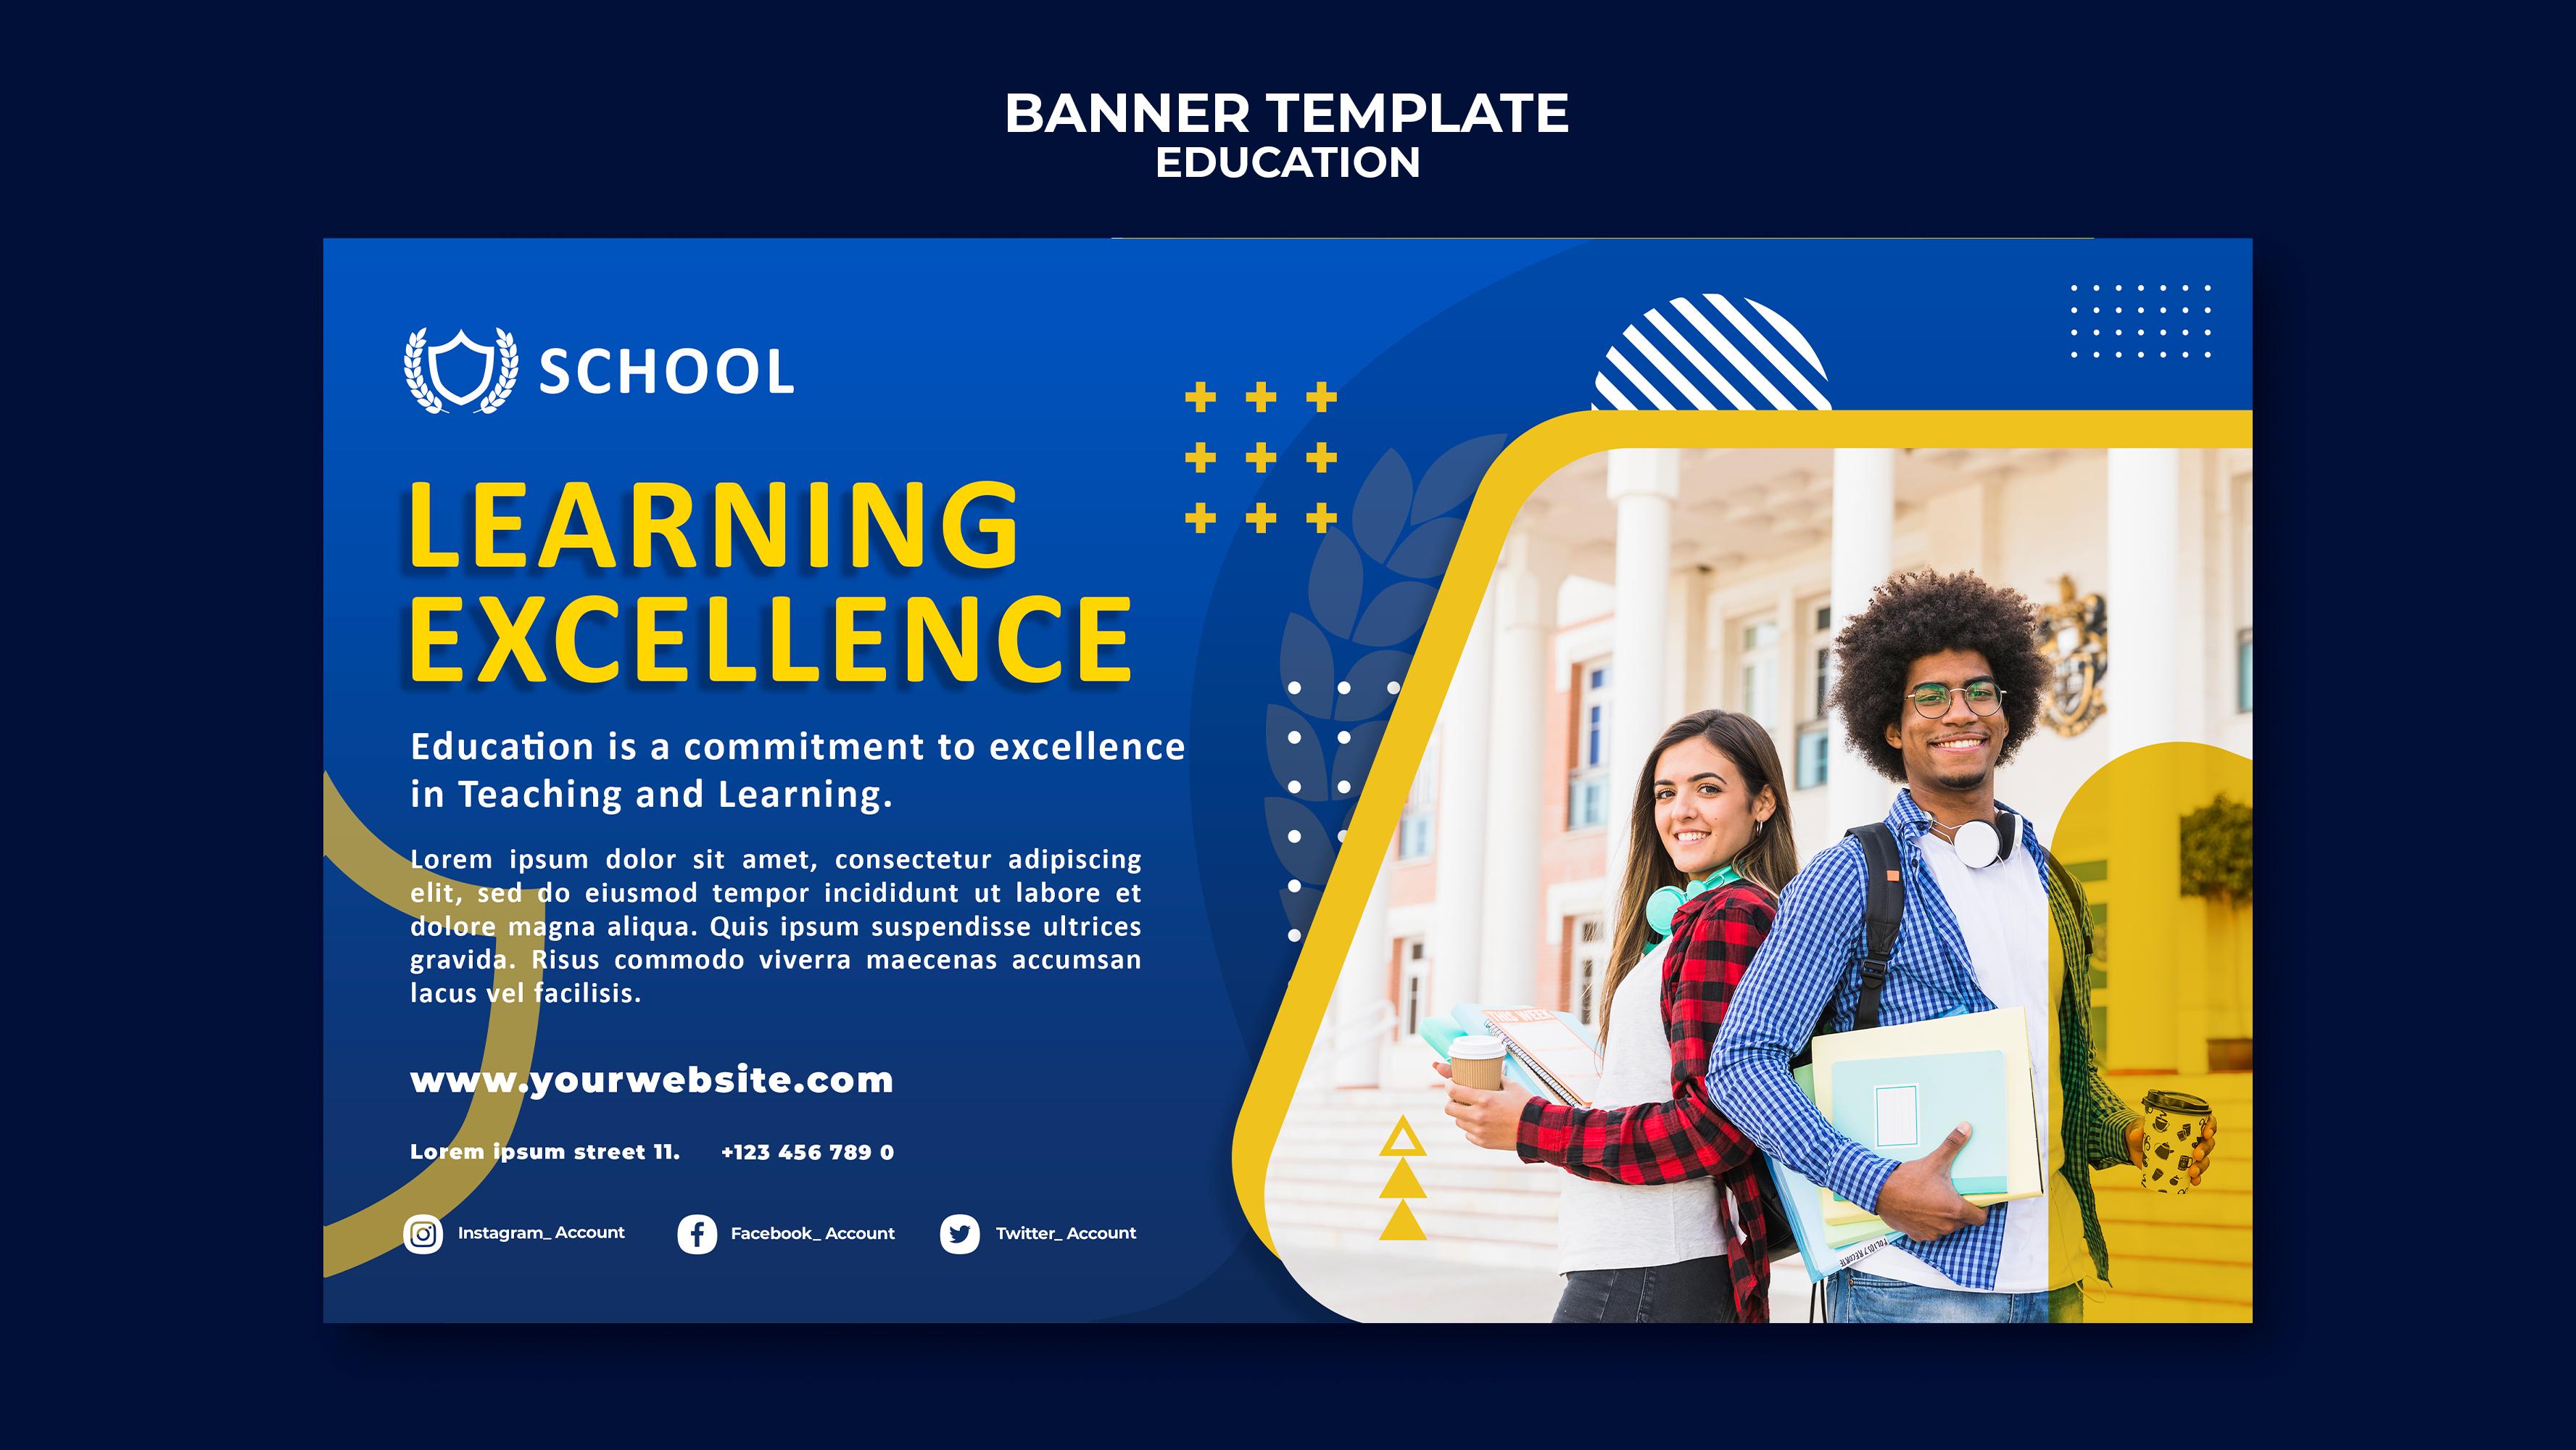 BANNER TEMPLATE
EDUCATION
SCHOOL
LEARNING
EXCELLENCE
Education is a commitment to excellence
in Teaching and Learning.
Lorem ipsum dolor sit amet, consectetur adipiscing
elit, sed do eiusmod tempor incididunt ut labore et
dolore magna aliqua. Quis ipsum suspendisse ultrices
gravida. Risus commodo viverra maecenas accumsan
lacus vel facilisis.
www.yourwebsite.com
Lorem ipsum street 11. +123 456 789 0
Instagram_ Account Facebook_ Account Twitter_ Account
THIS WEEK